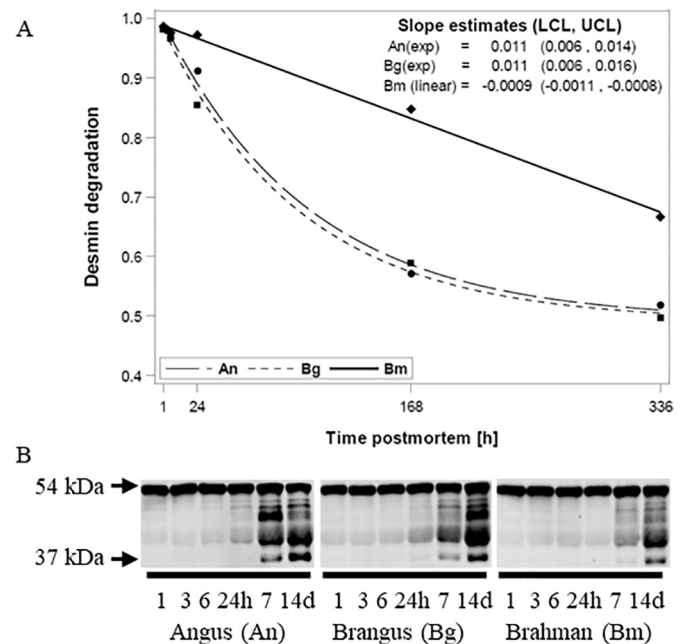 A
Slope estimates (LCL, UCL)
An(exp) = 0.011 (0.006 , 0.014)
Bg(exp) = 0.011 (0.006 , 0.016)
Bm (linear) = -0.0009 (-0.0011 , -0.0008)
1.0
0.9
0.8
0.7
0.6
0.5
0.4
Desmin degradation
An Bg Bm
1 24 168 336
Time postmortem [h]
B
54 kDa
37 kDa
1 3 6 24h 7 14d 1 3 6 24h 7 14d 1 3 6 24h 7 14d
Angus (An) Brangus (Bg) Brahman (Bm)